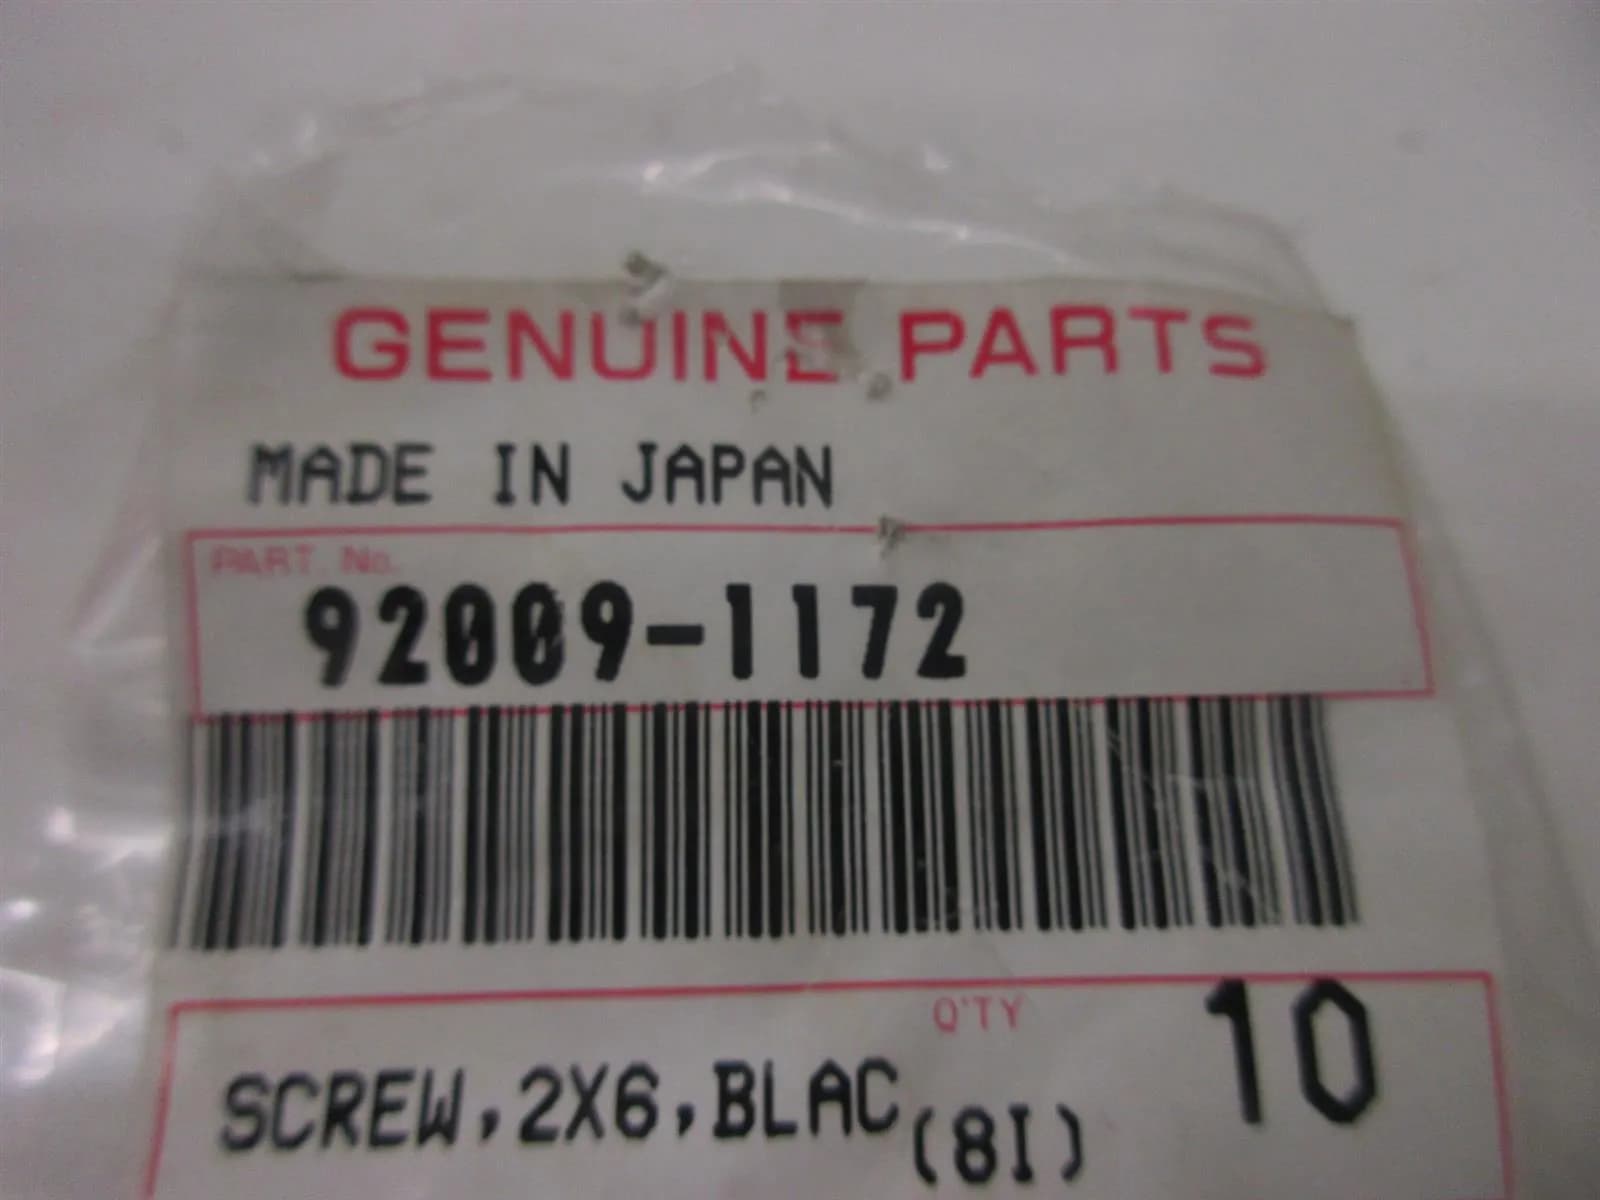 GENUINE PARTS
MADE IN JAPAN
PART. No.
92009-1172
Q'TY 10
SCREW,2X6,BLAC(8I)